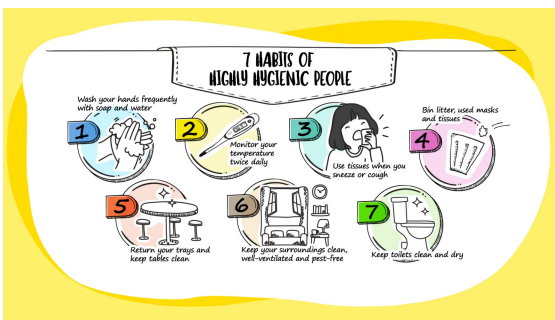 7 HABITS OF
HIGHLY HYGIENIC PEOPLE
1
Wash your hands frequently
with soap and water
2
Monitor your
temperature
twice daily
3
Use tissues when you
sneeze or cough
4
Bin litter, used masks
and tissues
5
Return your trays and
keep tables clean
6
Keep your surroundings clean,
well-ventilated and pest-free
7
Keep toilets clean and dry